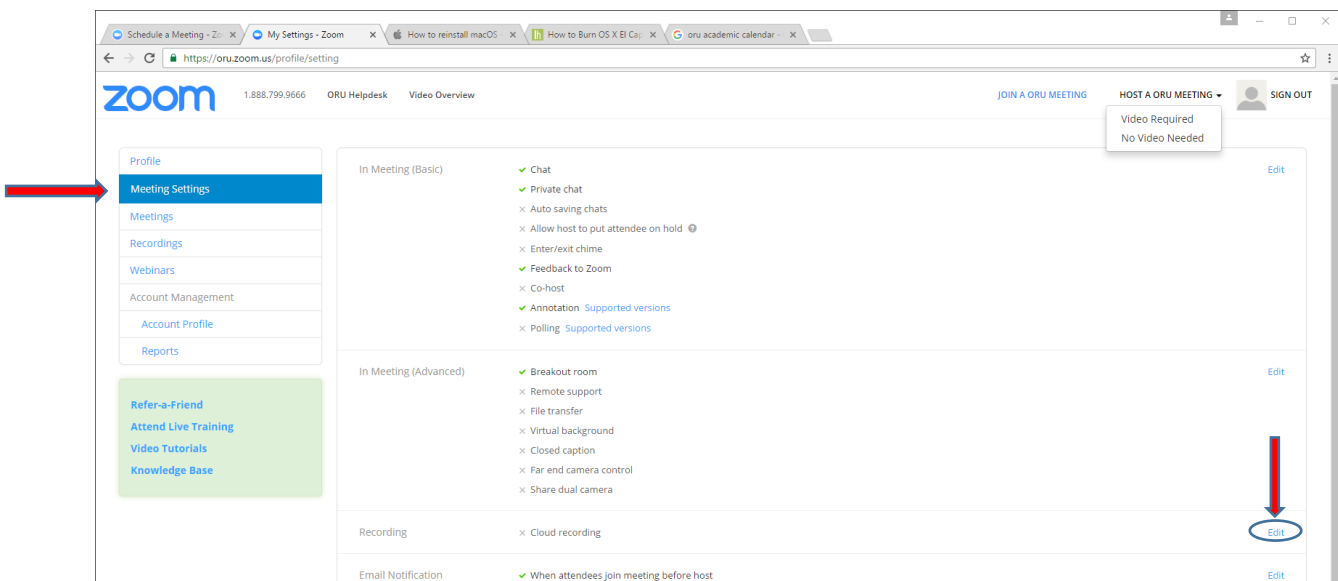 Schedule a Meeting - Zo
My Settings - Zoom
How to reinstall macOS -
lh How to Burn OS X El Cap
G oru academic calendar -
https://oru.zoom.us/profile/setting
zoom
1.888.799.9666
ORU Helpdesk
Video Overview
JOIN A ORU MEETING
HOST A ORU MEETING
SIGN OUT
Video Required
No Video Needed
Profile
Meeting Settings
Meetings
Recordings
Webinars
Account Management
Account Profile
Reports
Refer-a-Friend
Attend Live Training
Video Tutorials
Knowledge Base
In Meeting (Basic)
Chat
Edit
Private chat
Auto saving chats
Allow host to put attendee on hold ?
Enter/exit chime
Feedback to Zoom
Co-host
Annotation Supported versions
Polling Supported versions
In Meeting (Advanced)
Breakout room
Edit
Remote support
File transfer
Virtual background
Closed caption
Far end camera control
Share dual camera
Recording
Cloud recording
Edit
Email Notification
When attendees join meeting before host
Edit